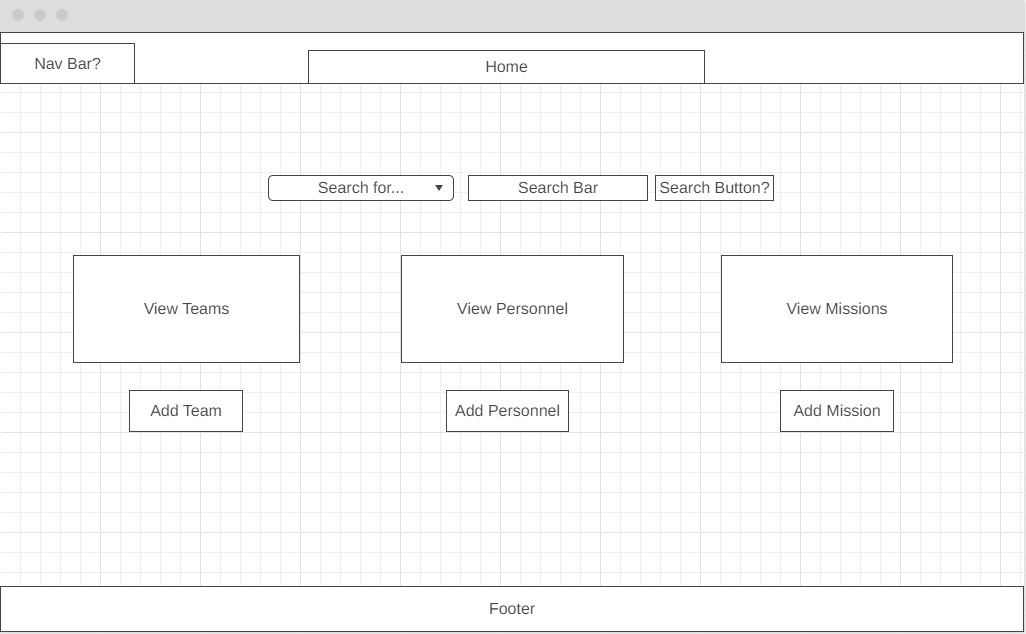 Nav Bar?
Home
Search for...
Search Bar
Search Button?
View Teams
View Personnel
View Missions
Add Team
Add Personnel
Add Mission
Footer